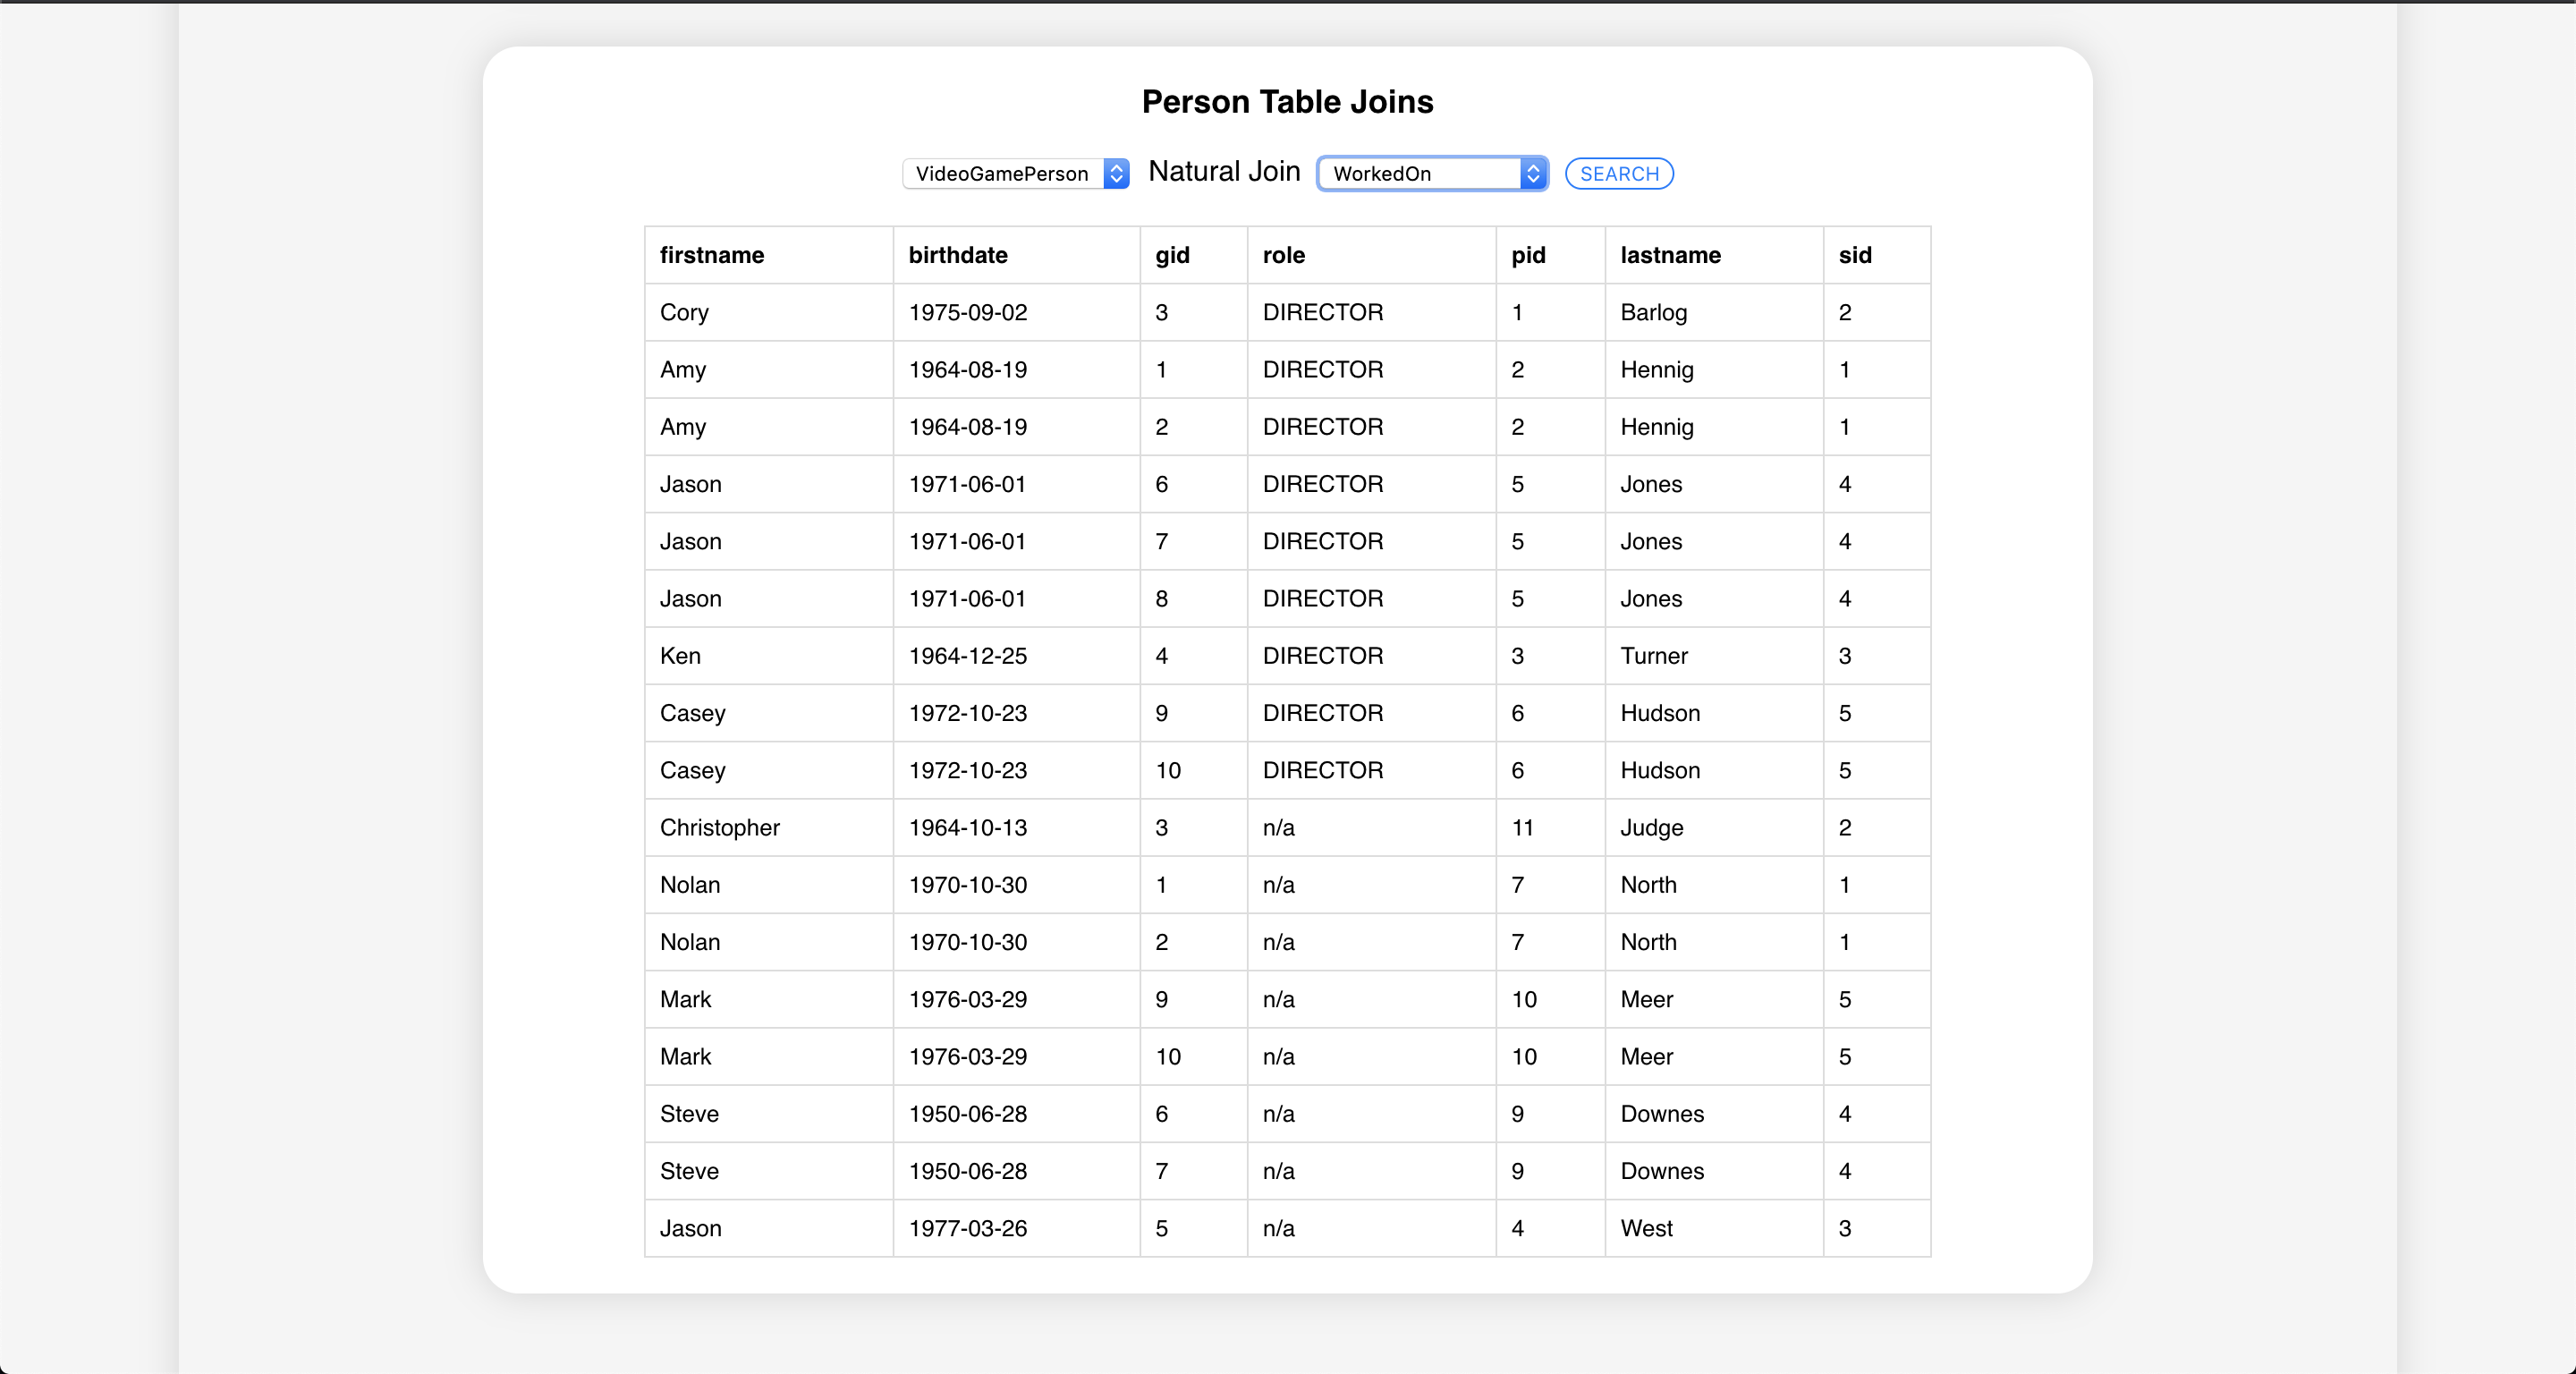 Person Table Joins
VideoGamePerson Natural Join WorkedOn SEARCH
firstname birthdate gid role pid lastname sid
Cory 1975-09-02 3 DIRECTOR 1 Barlog 2
Amy 1964-08-19 1 DIRECTOR 2 Hennig 1
Amy 1964-08-19 2 DIRECTOR 2 Hennig 1
Jason 1971-06-01 6 DIRECTOR 5 Jones 4
Jason 1971-06-01 7 DIRECTOR 5 Jones 4
Jason 1971-06-01 8 DIRECTOR 5 Jones 4
Ken 1964-12-25 4 DIRECTOR 3 Turner 3
Casey 1972-10-23 9 DIRECTOR 6 Hudson 5
Casey 1972-10-23 10 DIRECTOR 6 Hudson 5
Christopher 1964-10-13 3 n/a 11 Judge 2
Nolan 1970-10-30 1 n/a 7 North 1
Nolan 1970-10-30 2 n/a 7 North 1
Mark 1976-03-29 9 n/a 10 Meer 5
Mark 1976-03-29 10 n/a 10 Meer 5
Steve 1950-06-28 6 n/a 9 Downes 4
Steve 1950-06-28 7 n/a 9 Downes 4
Jason 1977-03-26 5 n/a 4 West 3